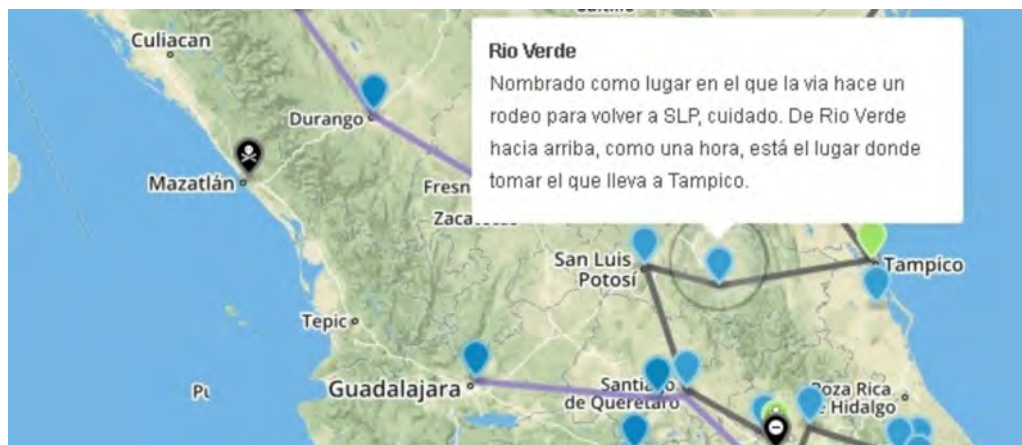 Culiacan
Rio Verde
Nombrado como lugar en el que la via hace un
rodeo para volver a SLP, cuidado. De Rio Verde
hacia arriba, como una hora, está el lugar donde
tomar el que lleva a Tampico.
Durango
Mazatlán
Fresn
Zaca
San Luis
Potosí
Tampico
Tepic
Guadalajara
Santiago
de Querétaro
Poza Rica
Hidalgo